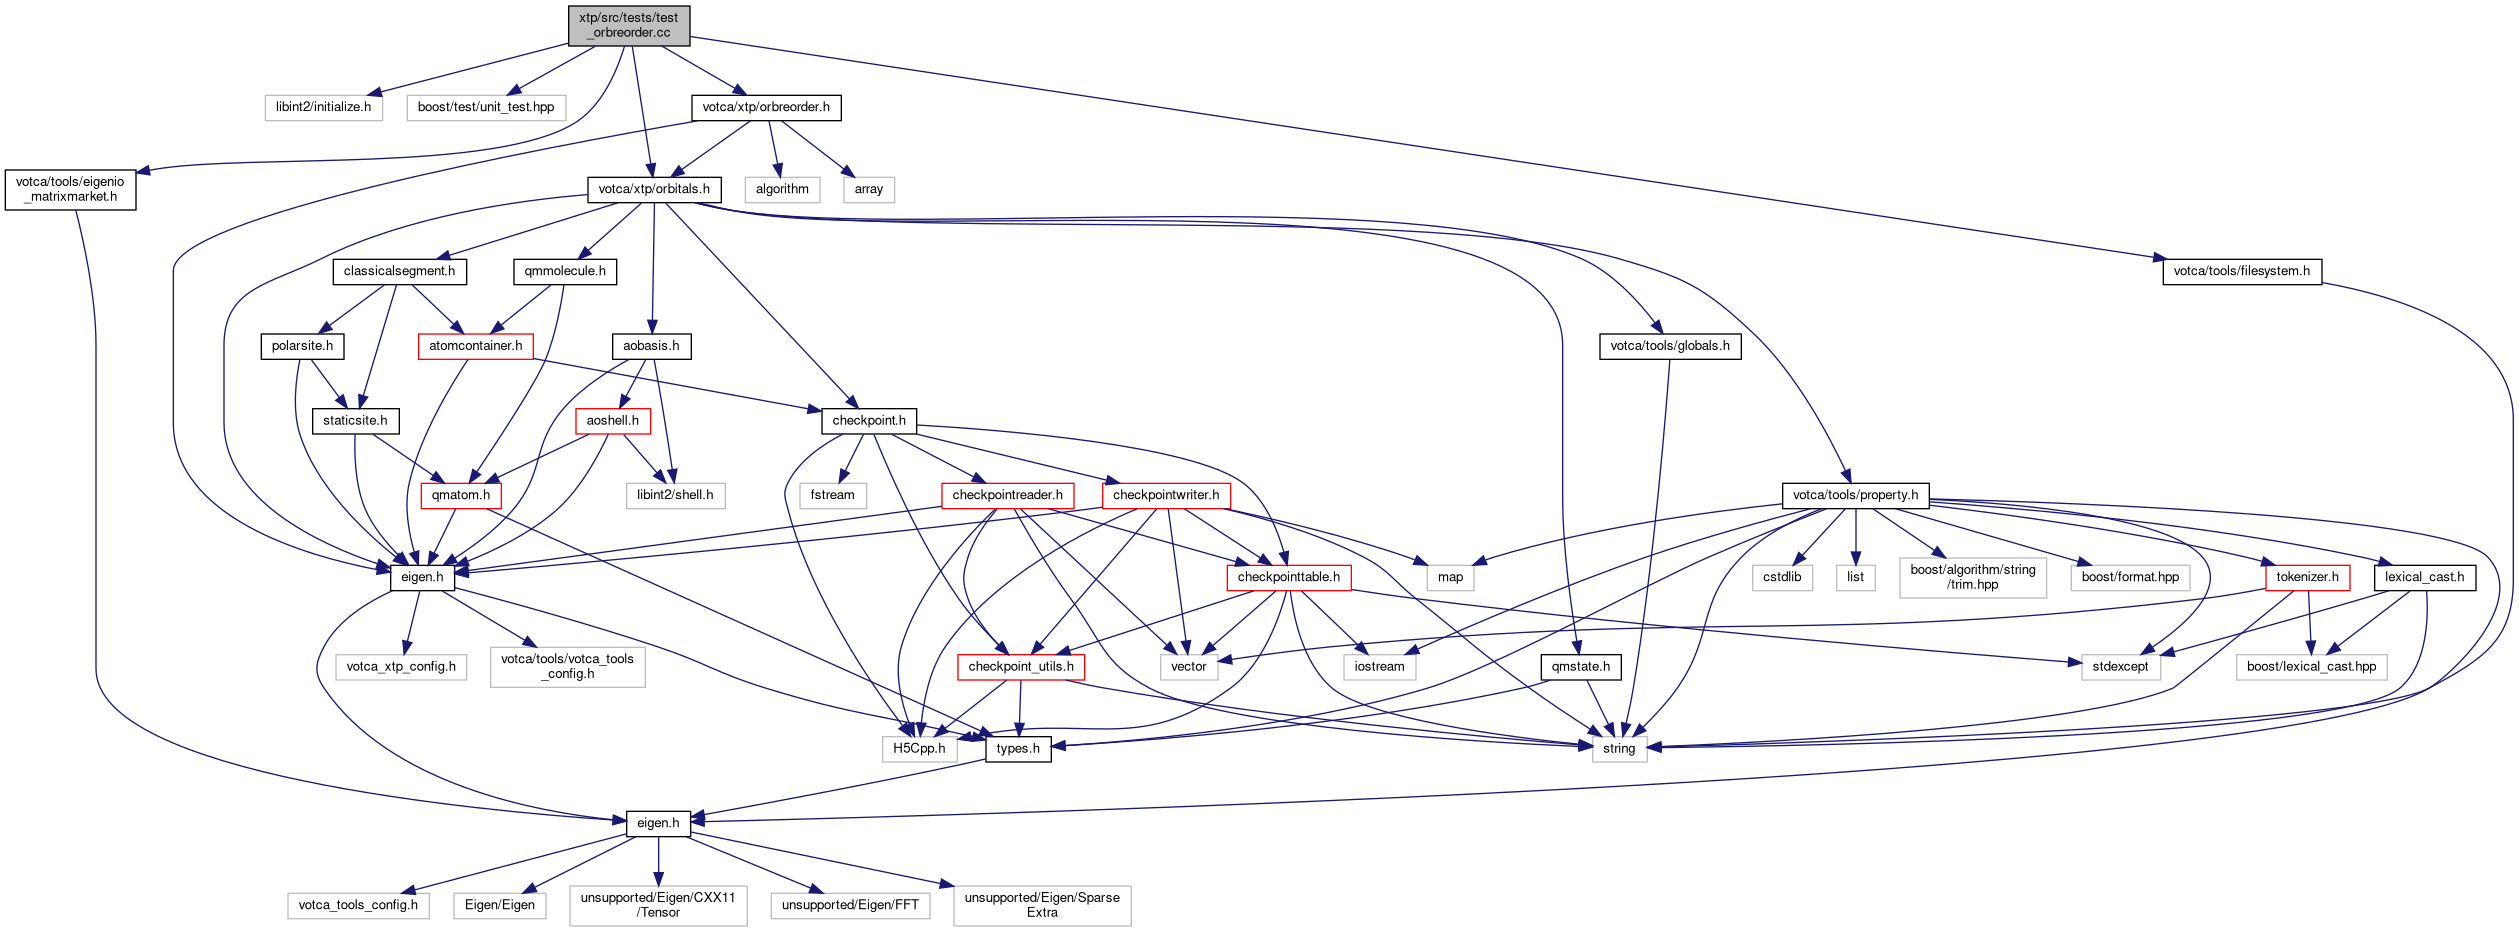 xtp/src/tests/test
_orbreorder.cc
libint2/initialize.h
boost/test/unit_test.hpp
votca/xtp/orbreorder.h
votca/tools/eigenio
_matrixmarket.h
votca/xtp/orbitals.h
algorithm
array
classicalsegment.h
qmmolecule.h
votca/tools/filesystem.h
polarsite.h
atomcontainer.h
aobasis.h
votca/tools/globals.h
staticsite.h
aoshell.h
checkpoint.h
qmatom.h
libint2/shell.h
fstream
checkpointreader.h
checkpointwriter.h
votca/tools/property.h
eigen.h
checkpointtable.h
map
cstdlib
list
boost/algorithm/string
/trim.hpp
boost/format.hpp
tokenizer.h
lexical_cast.h
votca_xtp_config.h
votca/tools/votca_tools
_config.h
checkpoint_utils.h
vector
iostream
qmstate.h
stdexcept
boost/lexical_cast.hpp
H5Cpp.h
types.h
string
eigen.h
votca_tools_config.h
Eigen/Eigen
unsupported/Eigen/CXX11
/Tensor
unsupported/Eigen/FFT
unsupported/Eigen/Sparse
Extra